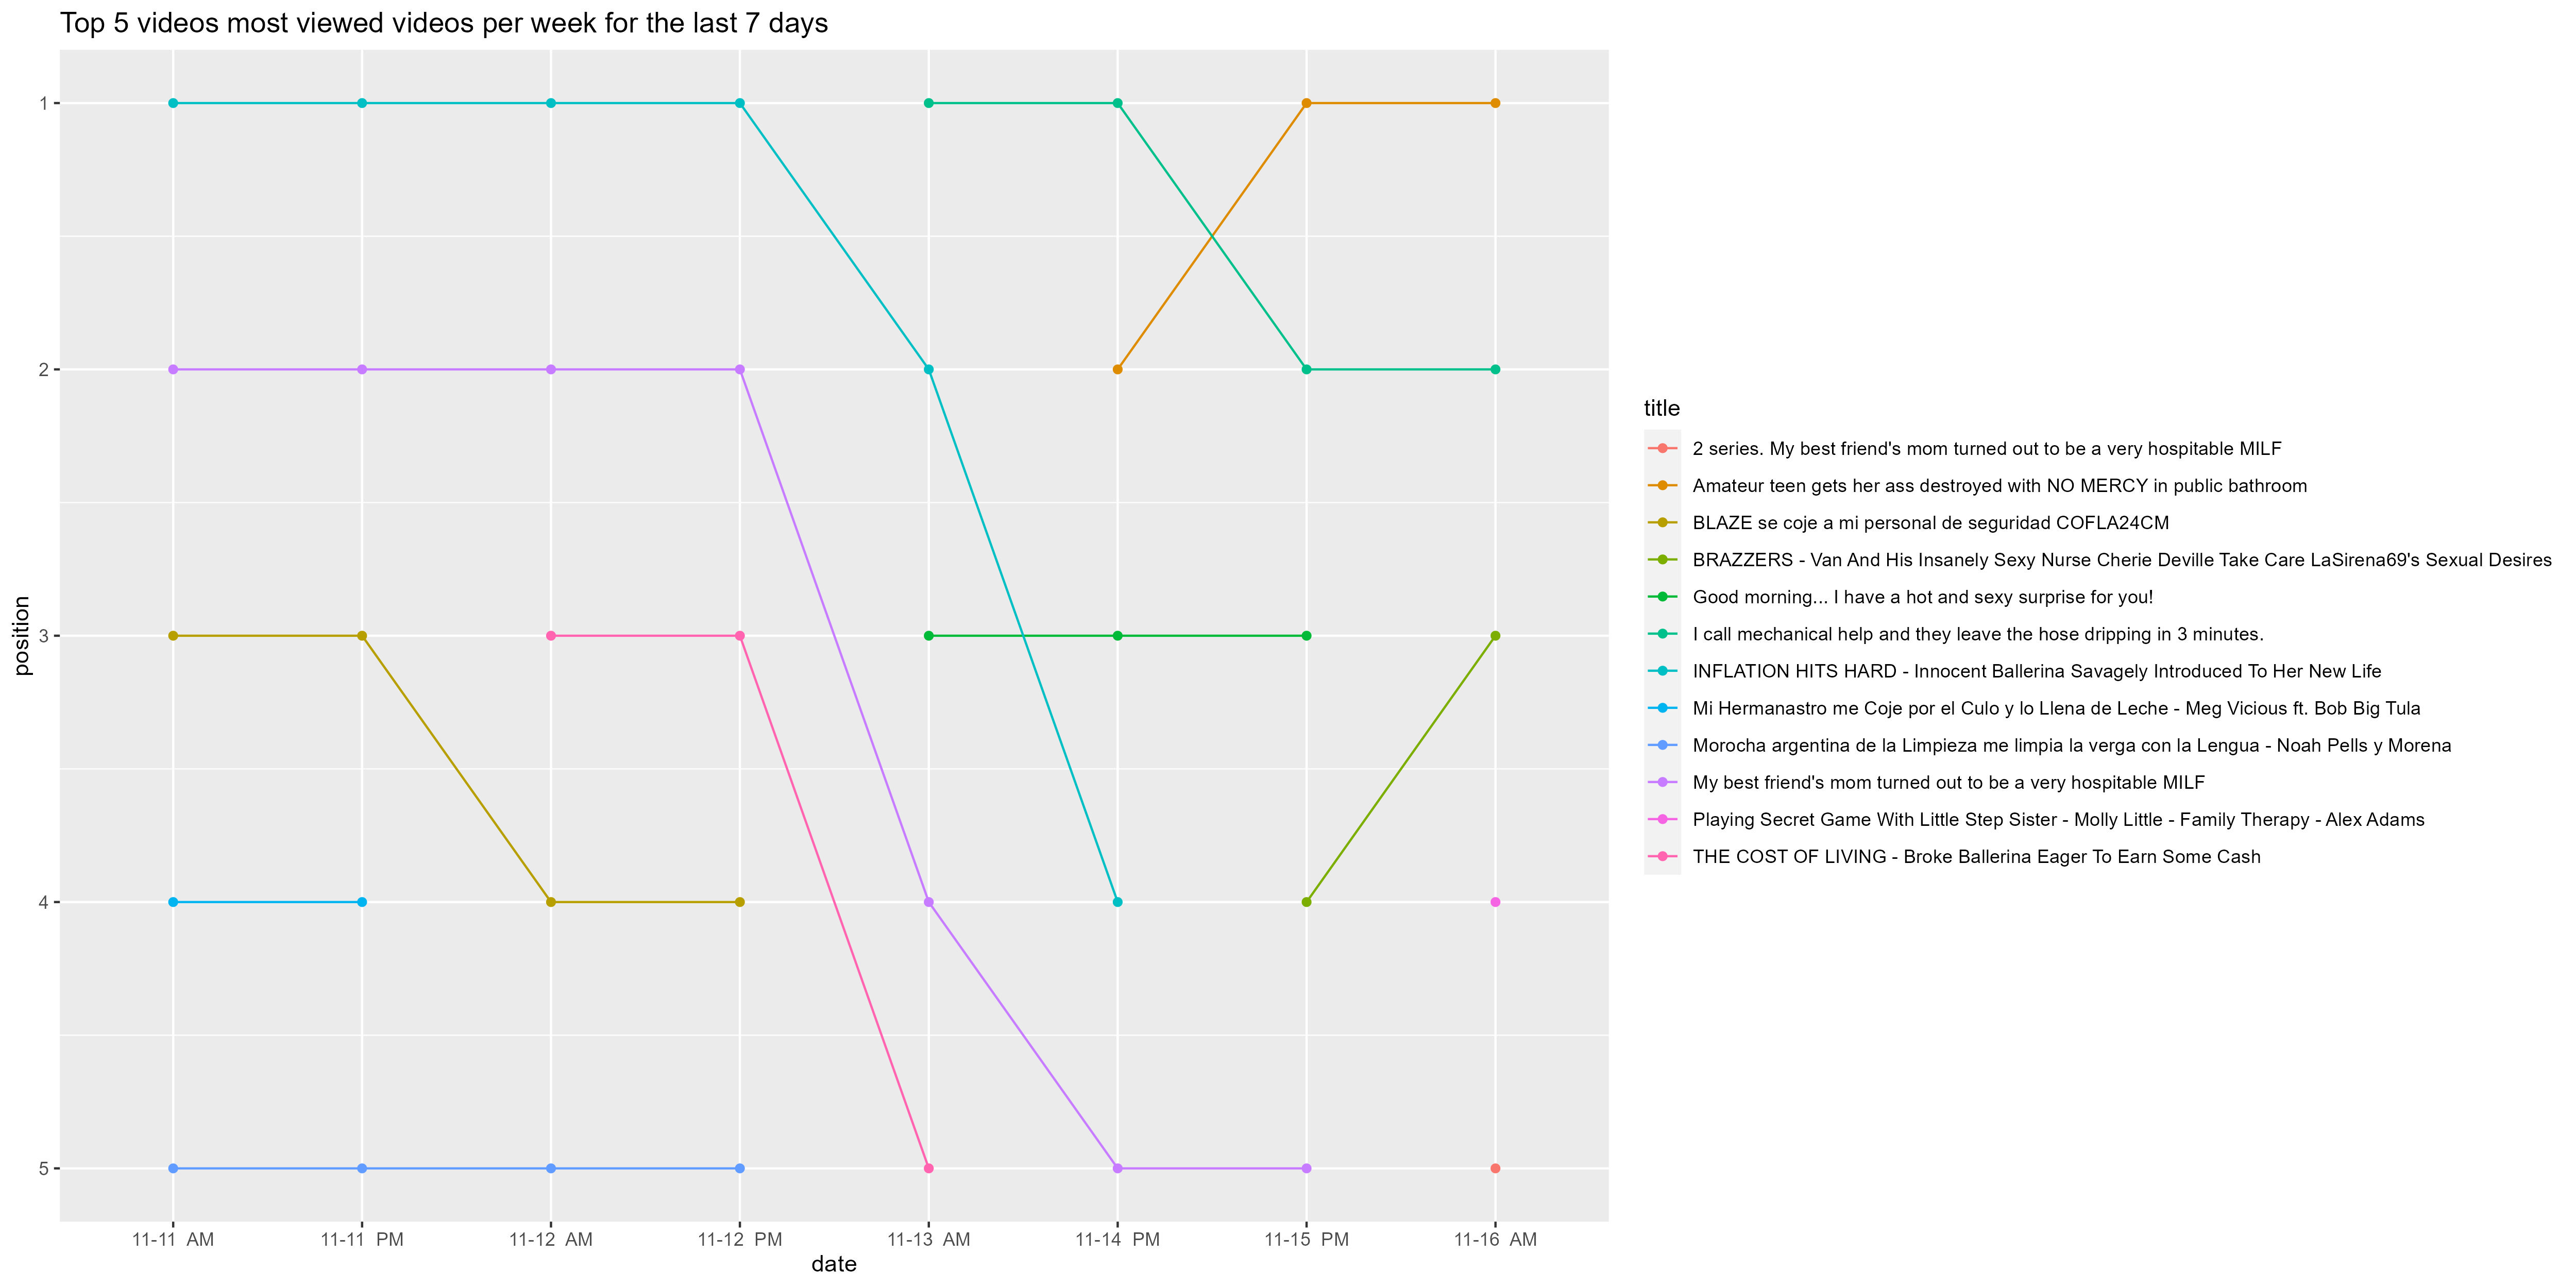 Top 5 videos most viewed videos per week for the last 7 days
position
1
2
3
4
5
11-11 AM
11-11 PM
11-12 AM
11-12 PM
11-13 AM
11-14 PM
11-15 PM
11-16 AM
date
title
2 series. My best friend's mom turned out to be a very hospitable MILF
Amateur teen gets her ass destroyed with NO MERCY in public bathroom
BLAZE se coje a mi personal de seguridad COFLA24CM
BRAZZERS - Van And His Insanely Sexy Nurse Cherie Deville Take Care LaSirena69's Sexual Desires
Good morning... I have a hot and sexy surprise for you!
I call mechanical help and they leave the hose dripping in 3 minutes.
INFLATION HITS HARD - Innocent Ballerina Savagely Introduced To Her New Life
Mi Hermanastro me Coje por el Culo y lo Llena de Leche - Meg Vicious ft. Bob Big Tula
Morocha argentina de la Limpieza me limpia la verga con la Lengua - Noah Pells y Morena
My best friend's mom turned out to be a very hospitable MILF
Playing Secret Game With Little Step Sister - Molly Little - Family Therapy - Alex Adams
THE COST OF LIVING - Broke Ballerina Eager To Earn Some Cash